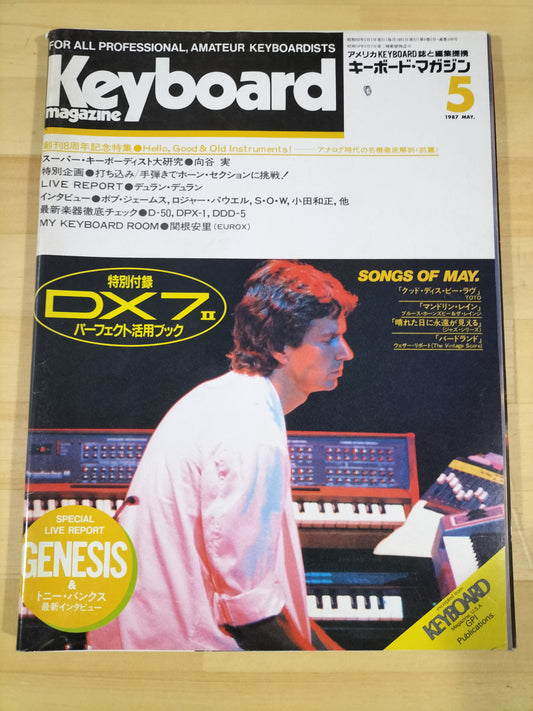 FOR ALL PROFESSIONAL, AMATEUR KEYBOARDISTS
Keyboard
magazine
アメリカKEYBOARD誌と編集提携
キーボード・マガジン
5
1987 MAY.
創刊8周年記念特集●Hello, Good & Old Instruments!——アナログ時代の名機徹底解剖〈前篇〉
スーパー・キーボーディスト大研究●向谷 実
特別企画●打ち込み/手弾きでホーン・セクションに挑戦!
LIVE REPORT●デュラン・デュラン
インタビュー●ボブ・ジェームス, ロジャー・パウエル, S・O・W, 小田和正, 他
最新楽器徹底チェック●D-50, DPX-1, DDD-5
MY KEYBOARD ROOM●関根安里(EUROX)
特別付録
DX7II
パーフェクト活用ブック
SONGS OF MAY.
「クッド・ディス・ビー・ラヴ」
TOTO
「マンドリン・レイン」
ブルース・ホーンズビー&ザ・レインジ
「晴れた日に永遠が見える」
(ジャズ・シリーズ)
「バードランド」
ウェザー・リポート(The Vintage Score)
SPECIAL
LIVE REPORT
GENESIS
&
トニー・バンクス
最新インタビュー
excerpted from
KEYBOARD
Magazine, U.S.A.
GPI
Publications.